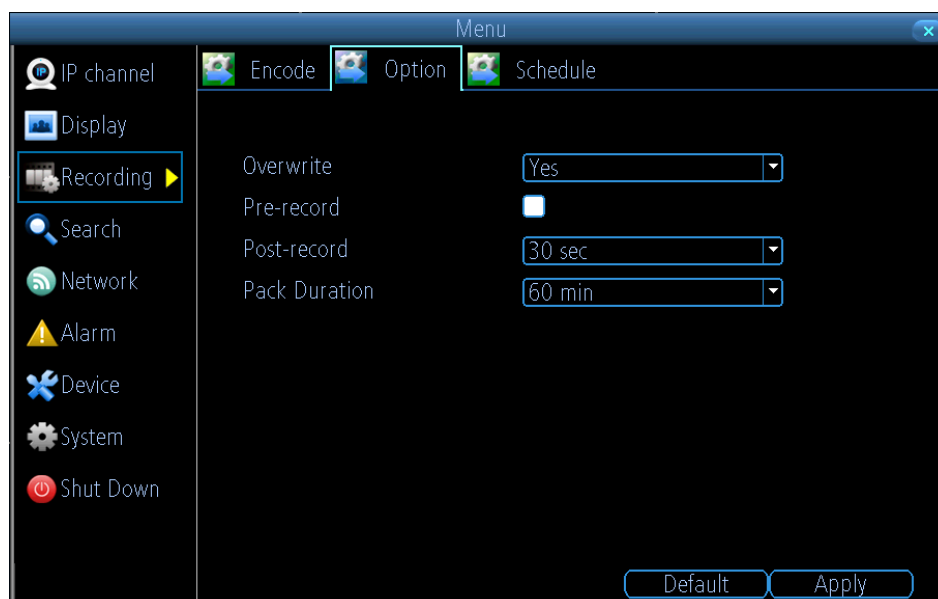 Menu
IP channel
Display
Recording
Search
Network
Alarm
Device
System
Shut Down
Encode Option Schedule
Overwrite Yes
Pre-record
Post-record 30 sec
Pack Duration 60 min
Default Apply